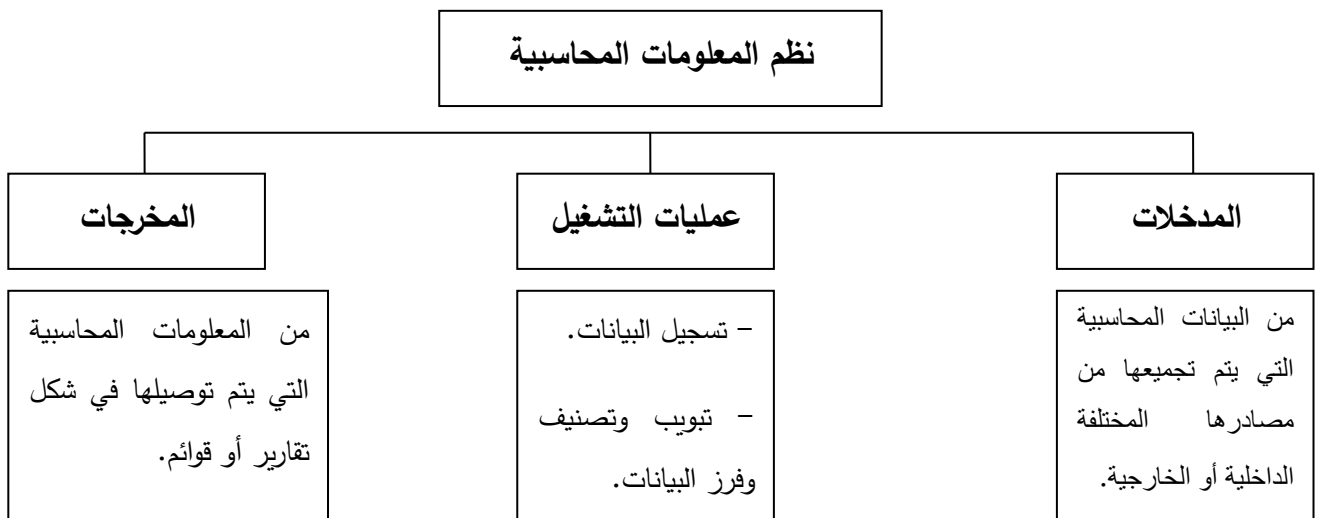 نظم المعلومات المحاسبية
المدخلات
عمليات التشغيل
المخرجات
من البيانات المحاسبية
التي يتم تجميعها من
مصادرها المختلفة
الداخلية أو الخارجية.
– تسجيل البيانات.
– تبويب وتصنيف
وفرز البيانات.
من المعلومات المحاسبية
التي يتم توصيلها في شكل
تقارير أو قوائم.